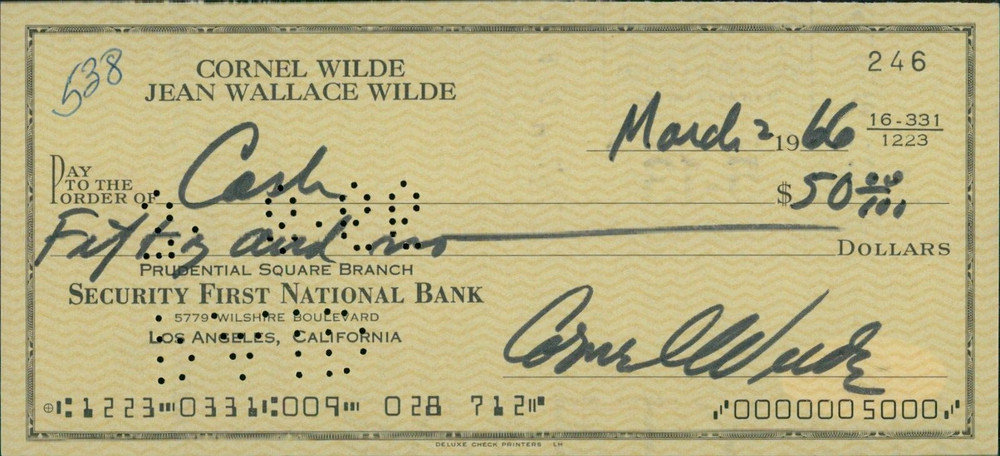 538
CORNEL WILDE
JEAN WALLACE WILDE
246
March 2 1966
16-331
1223
PAY TO THE ORDER OF Cash $50 00/100
Fifty and no DOLLARS
PRUDENTIAL SQUARE BRANCH
SECURITY FIRST NATIONAL BANK
5779 WILSHIRE BOULEVARD
LOS ANGELES, CALIFORNIA
Cornel Wilde
⑆1223⑉0331⑆009⑉ 028 712⑈ ⑇0000005000⑇
DELUXE CHECK PRINTERS LH